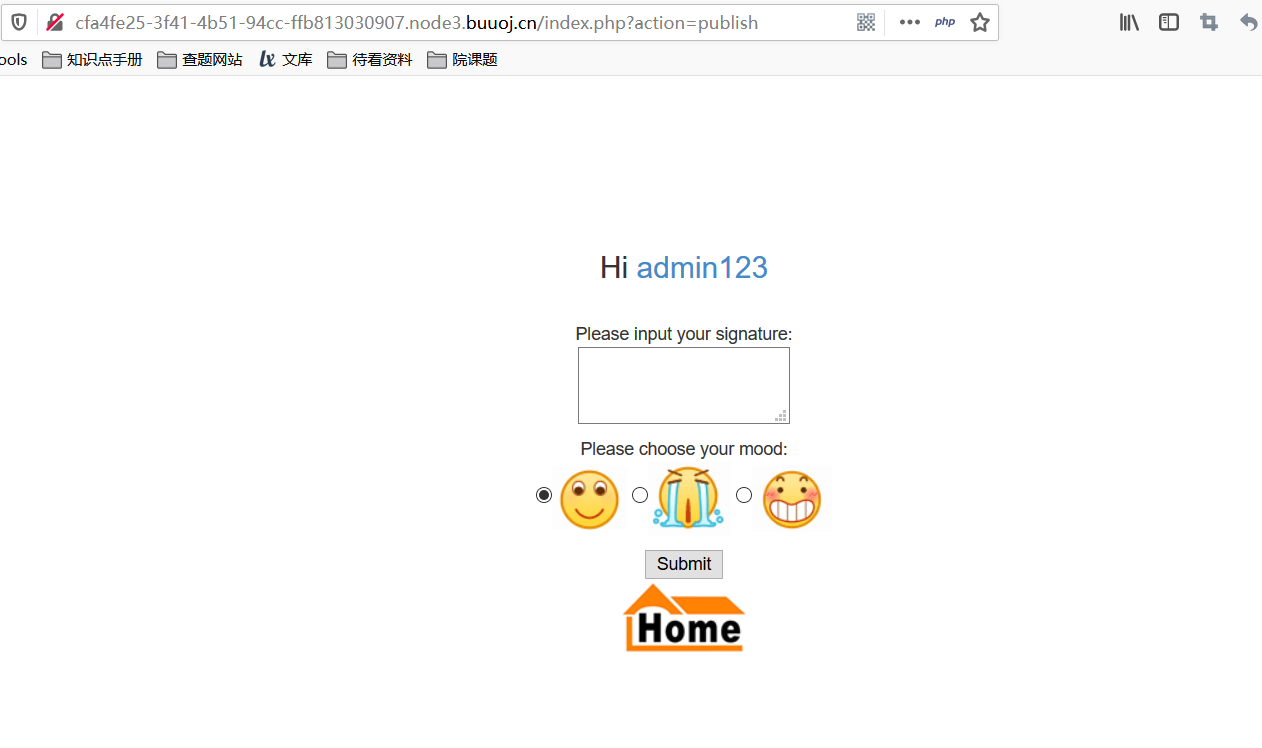 cfa4fe25-3f41-4b51-94cc-ffb813030907.node3.buuoj.cn/index.php?action=publish
php
ools 知识点手册 查题网站 lx 文库 待看资料 院课题
Hi admin123
Please input your signature:
Please choose your mood:
Submit
Home